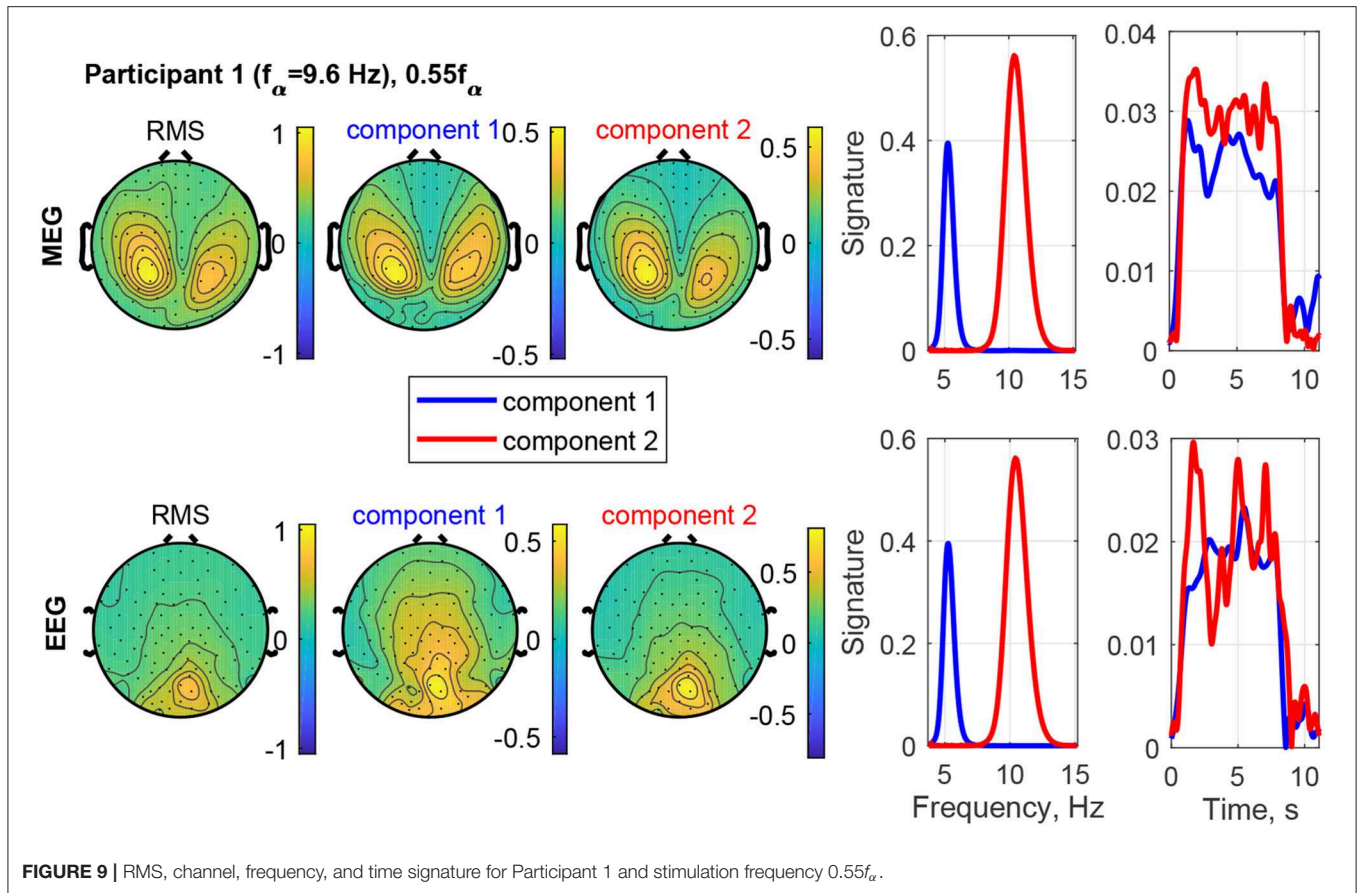 Participant 1 (fα=9.6 Hz), 0.55fα
RMS
component 1
component 2
MEG
1
0
-1
0.5
0
-0.5
0.5
0
-0.5
Signature
0.6
0.4
0.2
0
5 10 15
0.04
0.03
0.02
0.01
0
0 5 10
component 1
component 2
RMS
component 1
component 2
EEG
1
0
-1
0.5
0
-0.5
0.5
0
-0.5
Signature
0.6
0.4
0.2
0
5 10 15
Frequency, Hz
0.03
0.02
0.01
0
0 5 10
Time, s
FIGURE 9 | RMS, channel, frequency, and time signature for Participant 1 and stimulation frequency 0.55fα.